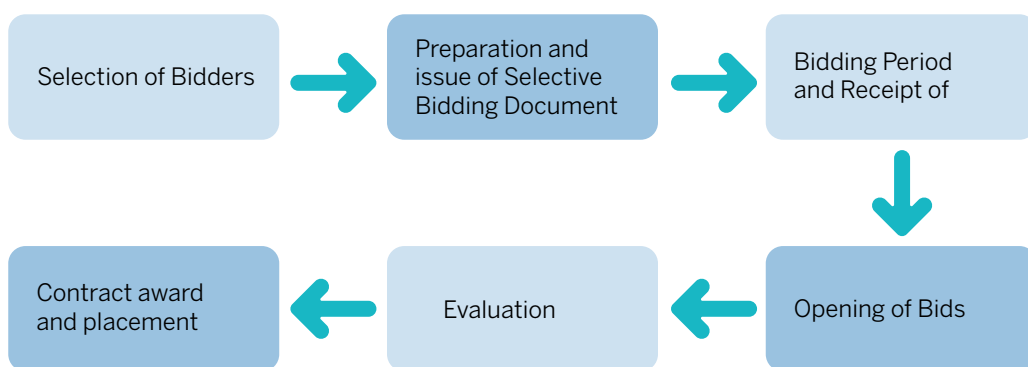 Selection of Bidders
Preparation and
issue of Selective
Bidding Document
Bidding Period
and Receipt of
Opening of Bids
Evaluation
Contract award
and placement